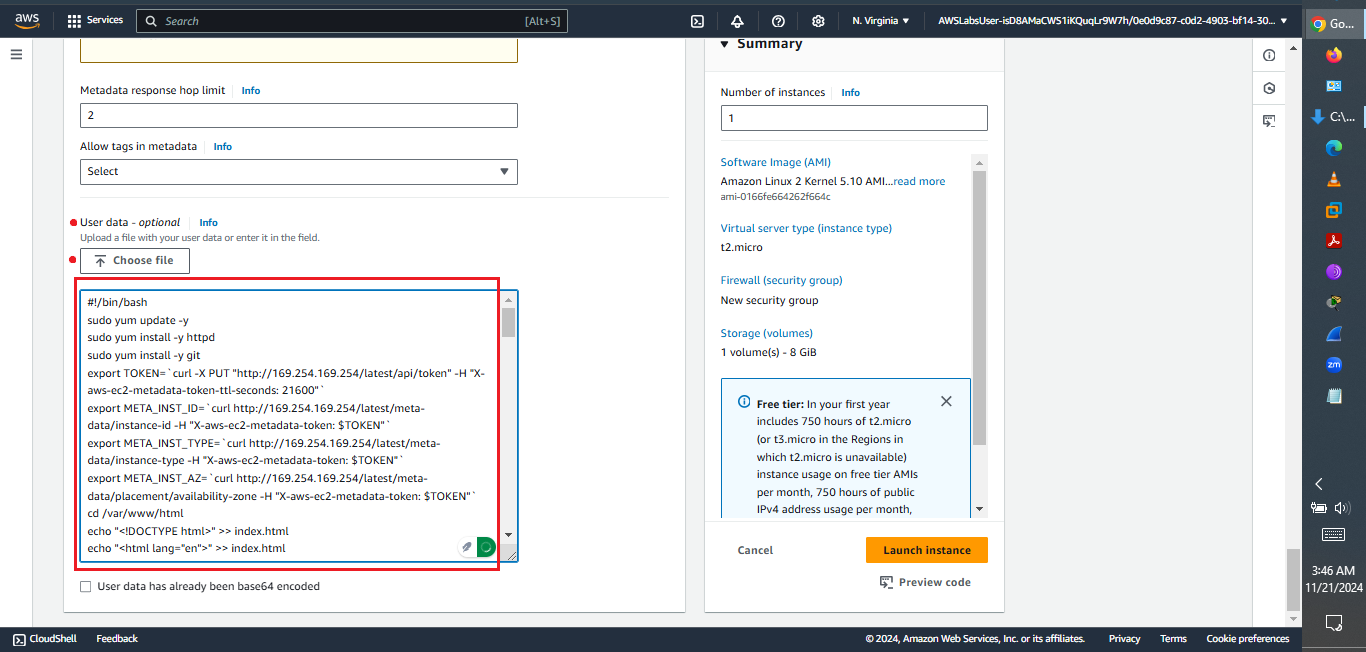 aws
Services
Search
[Alt+S]
N. Virginia
AWSLabsUser-isD8AMaCWS1iKQuqLr9W7h/0e0d9c87-c0d2-4903-bf14-30...
Go...
C:\...
Metadata response hop limit
Info
2
Allow tags in metadata
Info
Select
User data - optional
Info
Upload a file with your user data or enter it in the field.
Choose file
#!/bin/bash
sudo yum update -y
sudo yum install -y httpd
sudo yum install -y git
export TOKEN=`curl -X PUT "http://169.254.169.254/latest/api/token" -H "X-
aws-ec2-metadata-token-ttl-seconds: 21600"`
export META_INST_ID=`curl http://169.254.169.254/latest/meta-
data/instance-id -H "X-aws-ec2-metadata-token: $TOKEN"`
export META_INST_TYPE=`curl http://169.254.169.254/latest/meta-
data/instance-type -H "X-aws-ec2-metadata-token: $TOKEN"`
export META_INST_AZ=`curl http://169.254.169.254/latest/meta-
data/placement/availability-zone -H "X-aws-ec2-metadata-token: $TOKEN"`
cd /var/www/html
echo "<!DOCTYPE html>" >> index.html
echo "<html lang="en">" >> index.html
User data has already been base64 encoded
Summary
Number of instances
Info
1
Software Image (AMI)
Amazon Linux 2 Kernel 5.10 AMI...read more
ami-0166fe664262f664c
Virtual server type (instance type)
t2.micro
Firewall (security group)
New security group
Storage (volumes)
1 volume(s) - 8 GiB
Free tier: In your first year
includes 750 hours of t2.micro
(or t3.micro in the Regions in
which t2.micro is unavailable)
instance usage on free tier AMIs
per month, 750 hours of public
IPv4 address usage per month,
Cancel
Launch instance
Preview code
zm
3:46 AM
11/21/2024
CloudShell
Feedback
© 2024, Amazon Web Services, Inc. or its affiliates.
Privacy
Terms
Cookie preferences